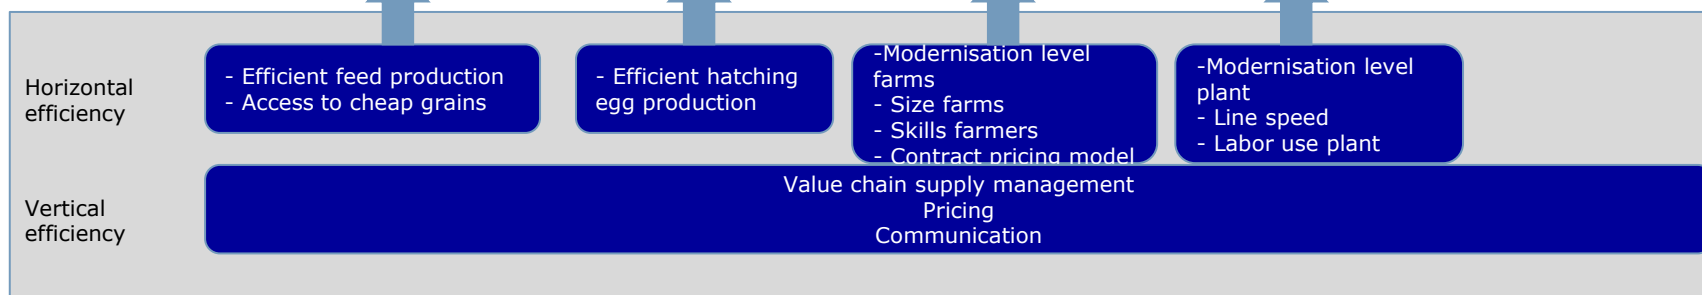 Horizontal
efficiency
- Efficient feed production
- Access to cheap grains
- Efficient hatching
egg production
-Modernisation level
farms
- Size farms
- Skills farmers
- Contract pricing model
-Modernisation level
plant
- Line speed
- Labor use plant
Vertical
efficiency
Value chain supply management
Pricing
Communication